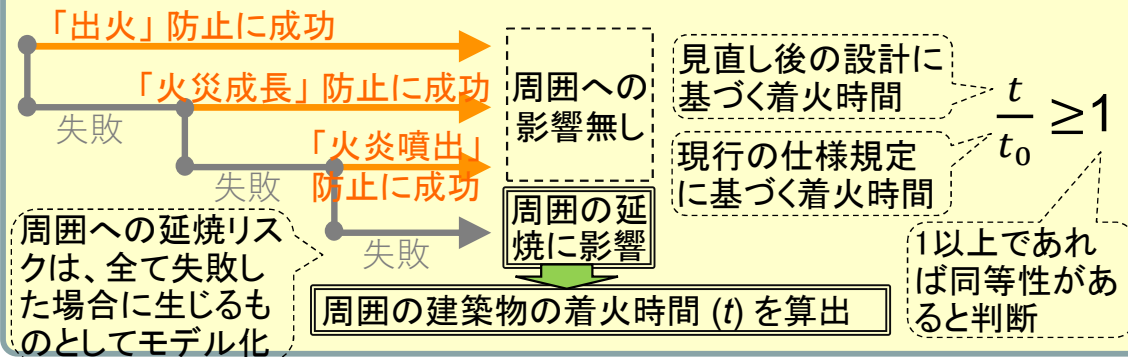 「出火」防止に成功
「火災成長」防止に成功
失敗
「火炎噴出」
防止に成功
失敗
失敗
周囲への
影響無し
周囲の延
焼に影響
周囲への延焼リス
クは、全て失敗し
た場合に生じるも
のとしてモデル化
周囲の建築物の着火時間 (t) を算出
見直し後の設計に
基づく着火時間
現行の仕様規定
に基づく着火時間
t/t₀ ≥1
1以上であれ
ば同等性があ
ると判断